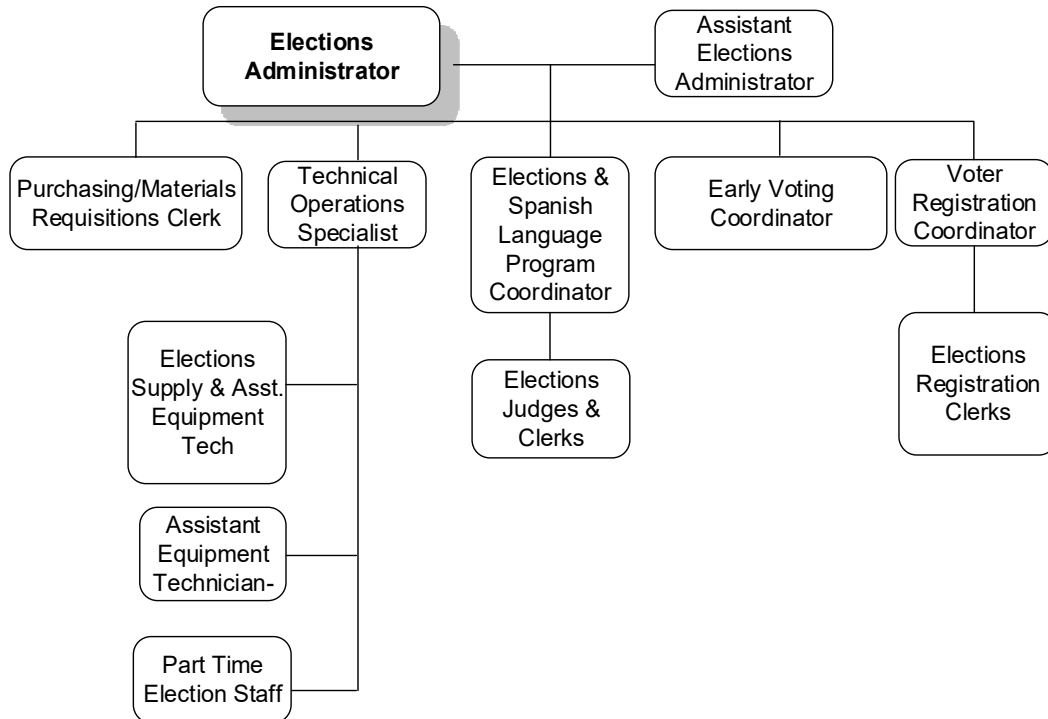 Elections
Administrator
Assistant
Elections
Administrator
Purchasing/Materials
Requisitions Clerk
Technical
Operations
Specialist
Elections &
Spanish
Language
Program
Coordinator
Early Voting
Coordinator
Voter
Registration
Coordinator
Elections
Supply & Asst.
Equipment
Tech
Elections
Judges &
Clerks
Elections
Registration
Clerks
Assistant
Equipment
Technician-
Part Time
Election Staff